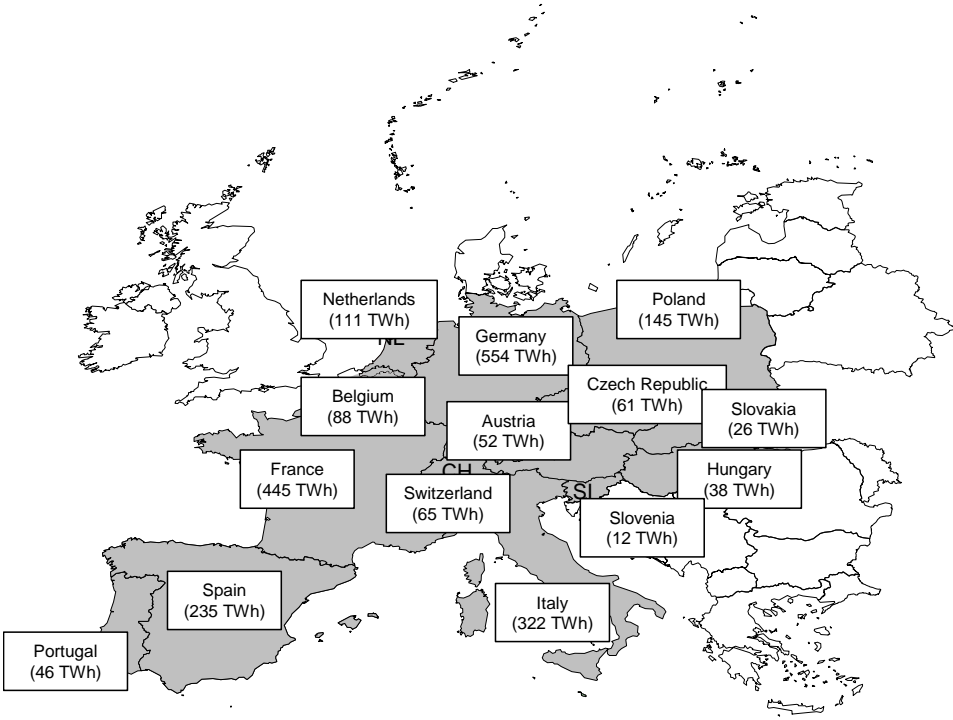 Netherlands
(111 TWh)
Poland
(145 TWh)
NL
Germany
(554 TWh)
Belgium
(88 TWh)
Czech Republic
(61 TWh)
Slovakia
(26 TWh)
Austria
(52 TWh)
France
(445 TWh)
CH
Switzerland
(65 TWh)
Hungary
(38 TWh)
SI
Slovenia
(12 TWh)
Spain
(235 TWh)
Italy
(322 TWh)
Portugal
(46 TWh)